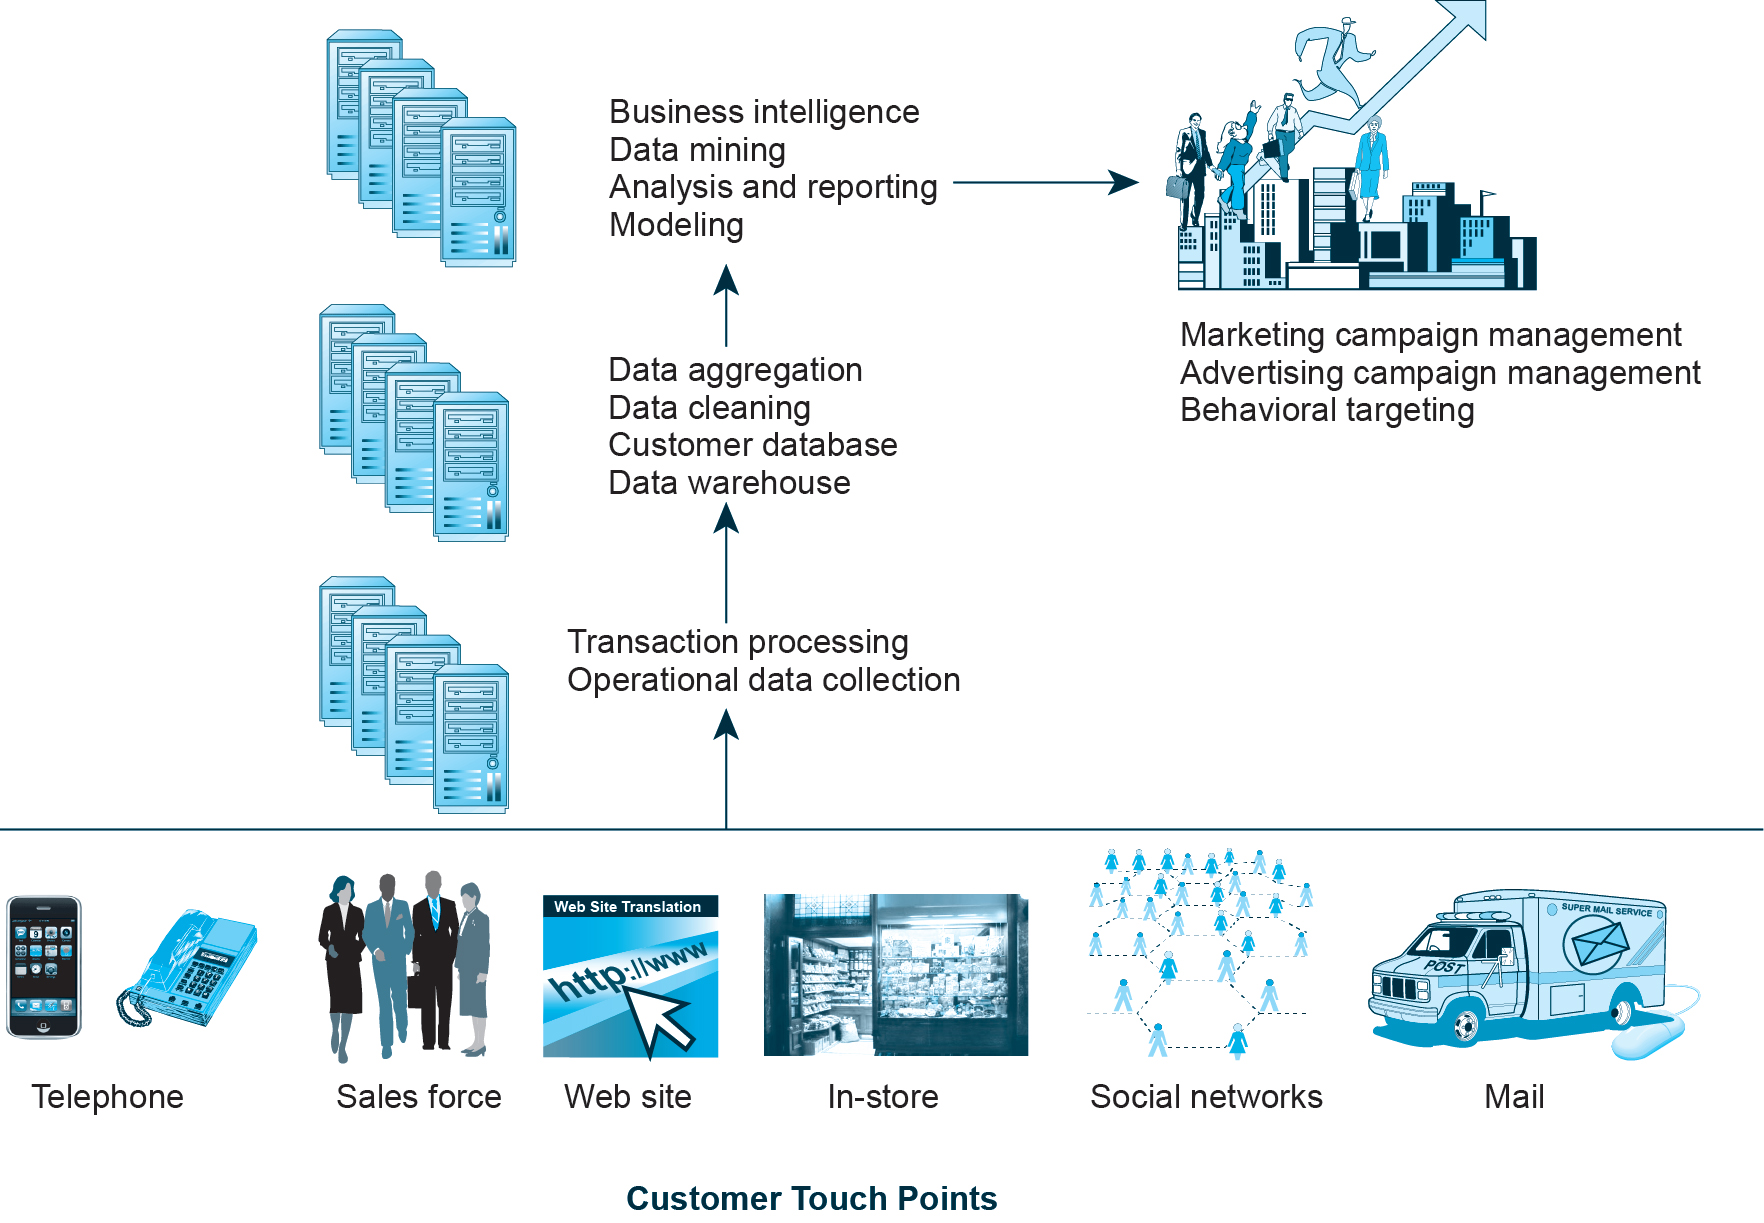 Business intelligence
Data mining
Analysis and reporting
Modeling
Marketing campaign management
Advertising campaign management
Behavioral targeting
Data aggregation
Data cleaning
Customer database
Data warehouse
Transaction processing
Operational data collection
Web Site Translation
http://www
SUPER MAIL SERVICE
POST
Telephone
Sales force
Web site
In-store
Social networks
Mail
Customer Touch Points